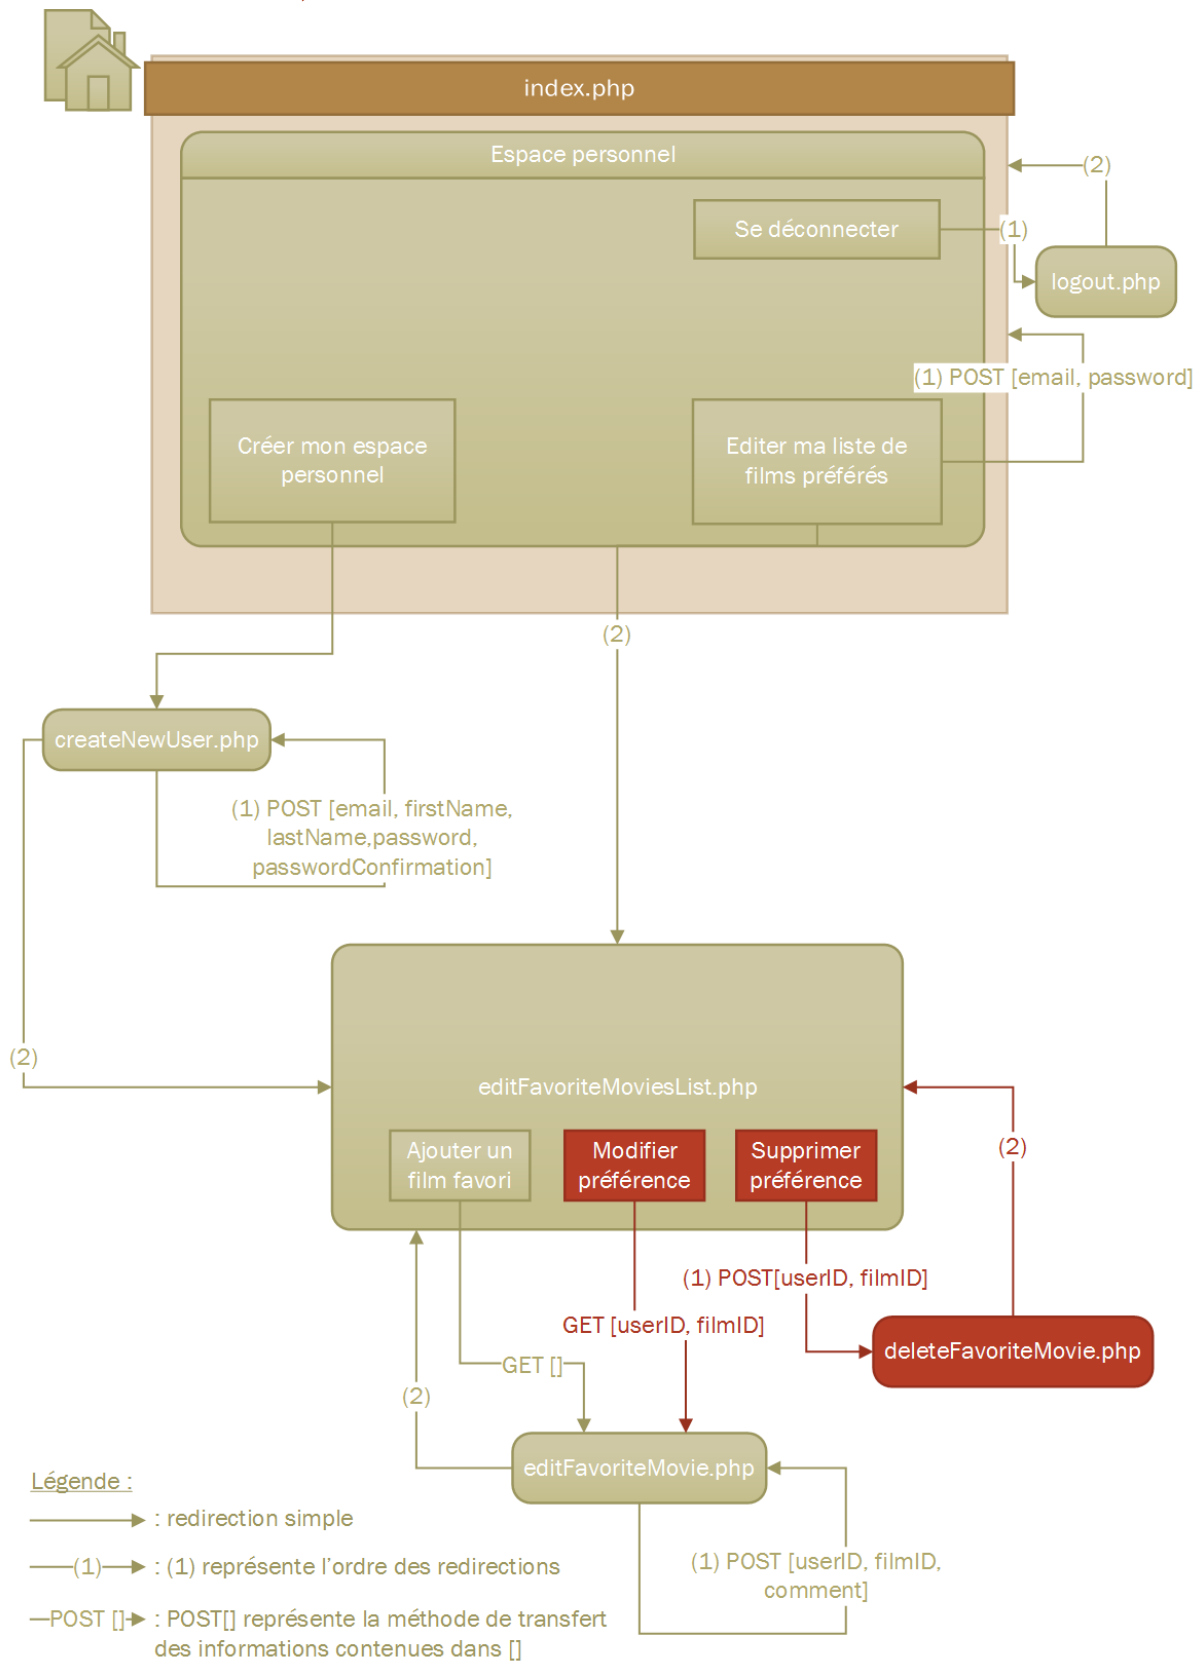 index.php
Espace personnel
(2)
Se déconnecter
(1)
logout.php
(1) POST [email, password]
Créer mon espace
personnel
Editer ma liste de
films préférés
(2)
createNewUser.php
(1) POST [email, firstName,
lastName,password,
passwordConfirmation]
(2)
editFavoriteMoviesList.php
Ajouter un
film favori
Modifier
préférence
Supprimer
préférence
(2)
(1) POST[userID, filmID]
GET [userID, filmID]
deleteFavoriteMovie.php
GET []
(2)
editFavoriteMovie.php
(1) POST [userID, filmID,
comment]
Légende :
: redirection simple
(1) : (1) représente l'ordre des redirections
POST [] : POST[] représente la méthode de transfert
des informations contenues dans []